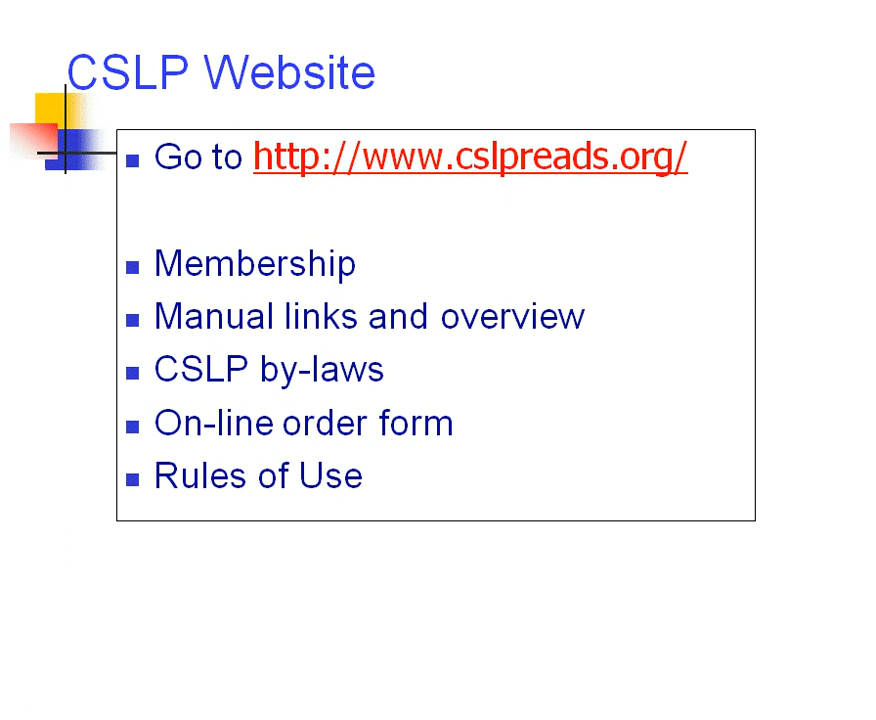 CSLP Website
Go to http://www.cslpreads.org/
Membership
Manual links and overview
CSLP by-laws
On-line order form
Rules of Use